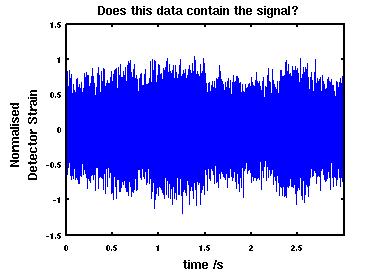 Does this data contain the signal?
1.5
1
0.5
0
-0.5
-1
-1.5
Normalised
Detector Strain
0 0.5 1 1.5 2 2.5
time /s